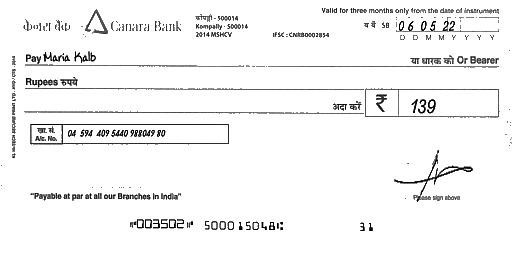 केनरा बैंक Canara Bank
कोंपल्ली - 500014
Kompally - 500014
2014 MSHCV
IFSC : CNRB0002854
Valid for three months only from the date of instrument
SB 06 05 22
D D M M Y Y Y Y
Pay Maria Kalb या धारक को Or Bearer
Rupees रुपये
अदा करें ₹ 139
खा. सं.
A/c. No. 04 594 409 5440 988049 80
"Payable at par at all our Branches in India"
Please sign above
⑈003502⑈ 500015048⑆ 31